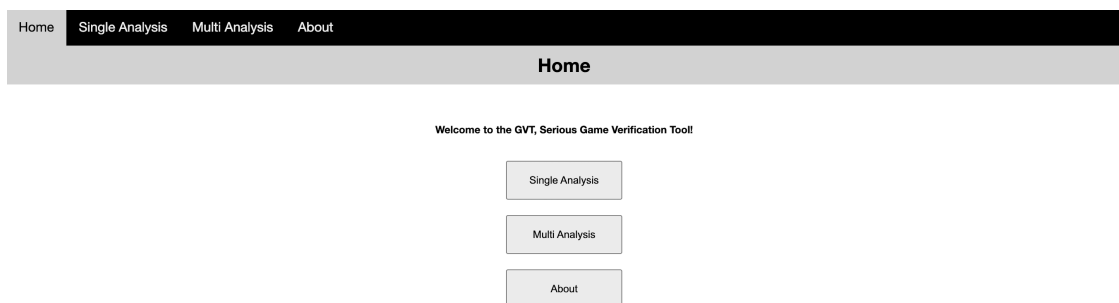 Home Single Analysis Multi Analysis About
Home
Welcome to the GVT, Serious Game Verification Tool!
Single Analysis
Multi Analysis
About